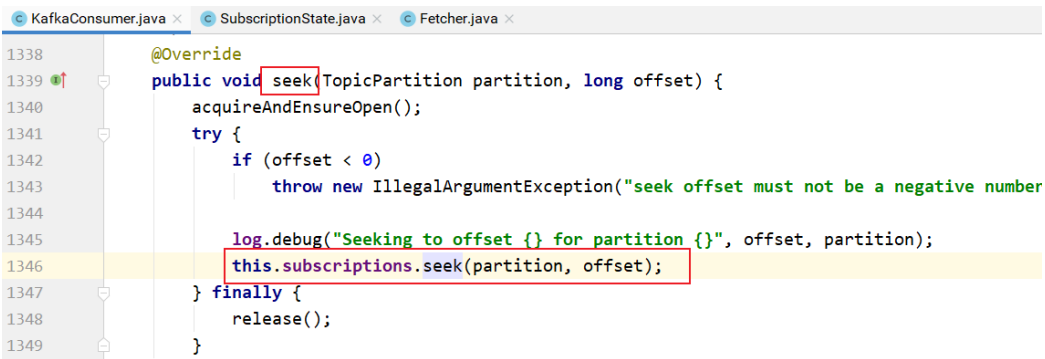 KafkaConsumer.java × SubscriptionState.java × Fetcher.java ×
1338 @Override
1339 public void seek(TopicPartition partition, long offset) {
1340 acquireAndEnsureOpen();
1341 try {
1342 if (offset < 0)
1343 throw new IllegalArgumentException("seek offset must not be a negative number
1344
1345 log.debug("Seeking to offset {} for partition {}", offset, partition);
1346 this.subscriptions.seek(partition, offset);
1347 } finally {
1348 release();
1349 }